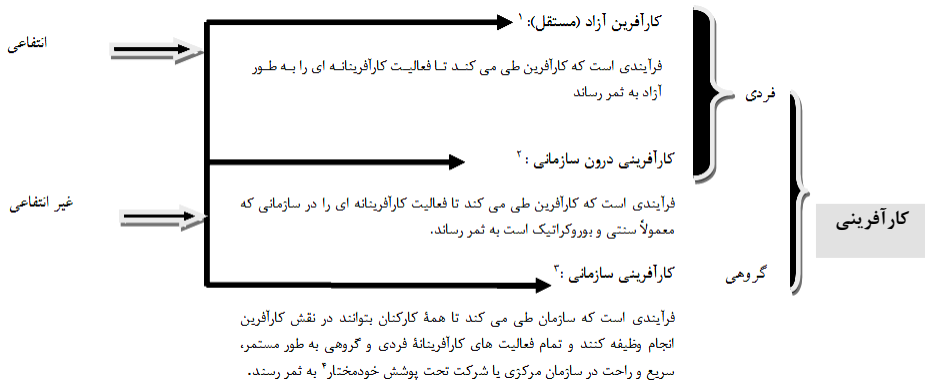 کارآفرینی
فردی
گروهی
کارآفرین آزاد (مستقل):۱
فرآیندی است که کارآفرین طی می کند تا فعالیت کارآفرینانه ای را به طور
آزاد به ثمر رساند
کارآفرینی درون سازمانی :۲
فرآیندی است که کارآفرین طی می کند تا فعالیت کارآفرینانه ای را در سازمانی که
معمولاً سنتی و بوروکراتیک است به ثمر رساند.
کارآفرینی سازمانی :۳
فرآیندی است که سازمان طی می کند تا همهٔ کارکنان بتوانند در نقش کارآفرین
انجام وظیفه کنند و تمام فعالیت های کارآفرینانهٔ فردی و گروهی به طور مستمر،
سریع و راحت در سازمان مرکزی یا شرکت تحت پوشش خودمختار۴ به ثمر رسند.
انتفاعی
غیر انتفاعی